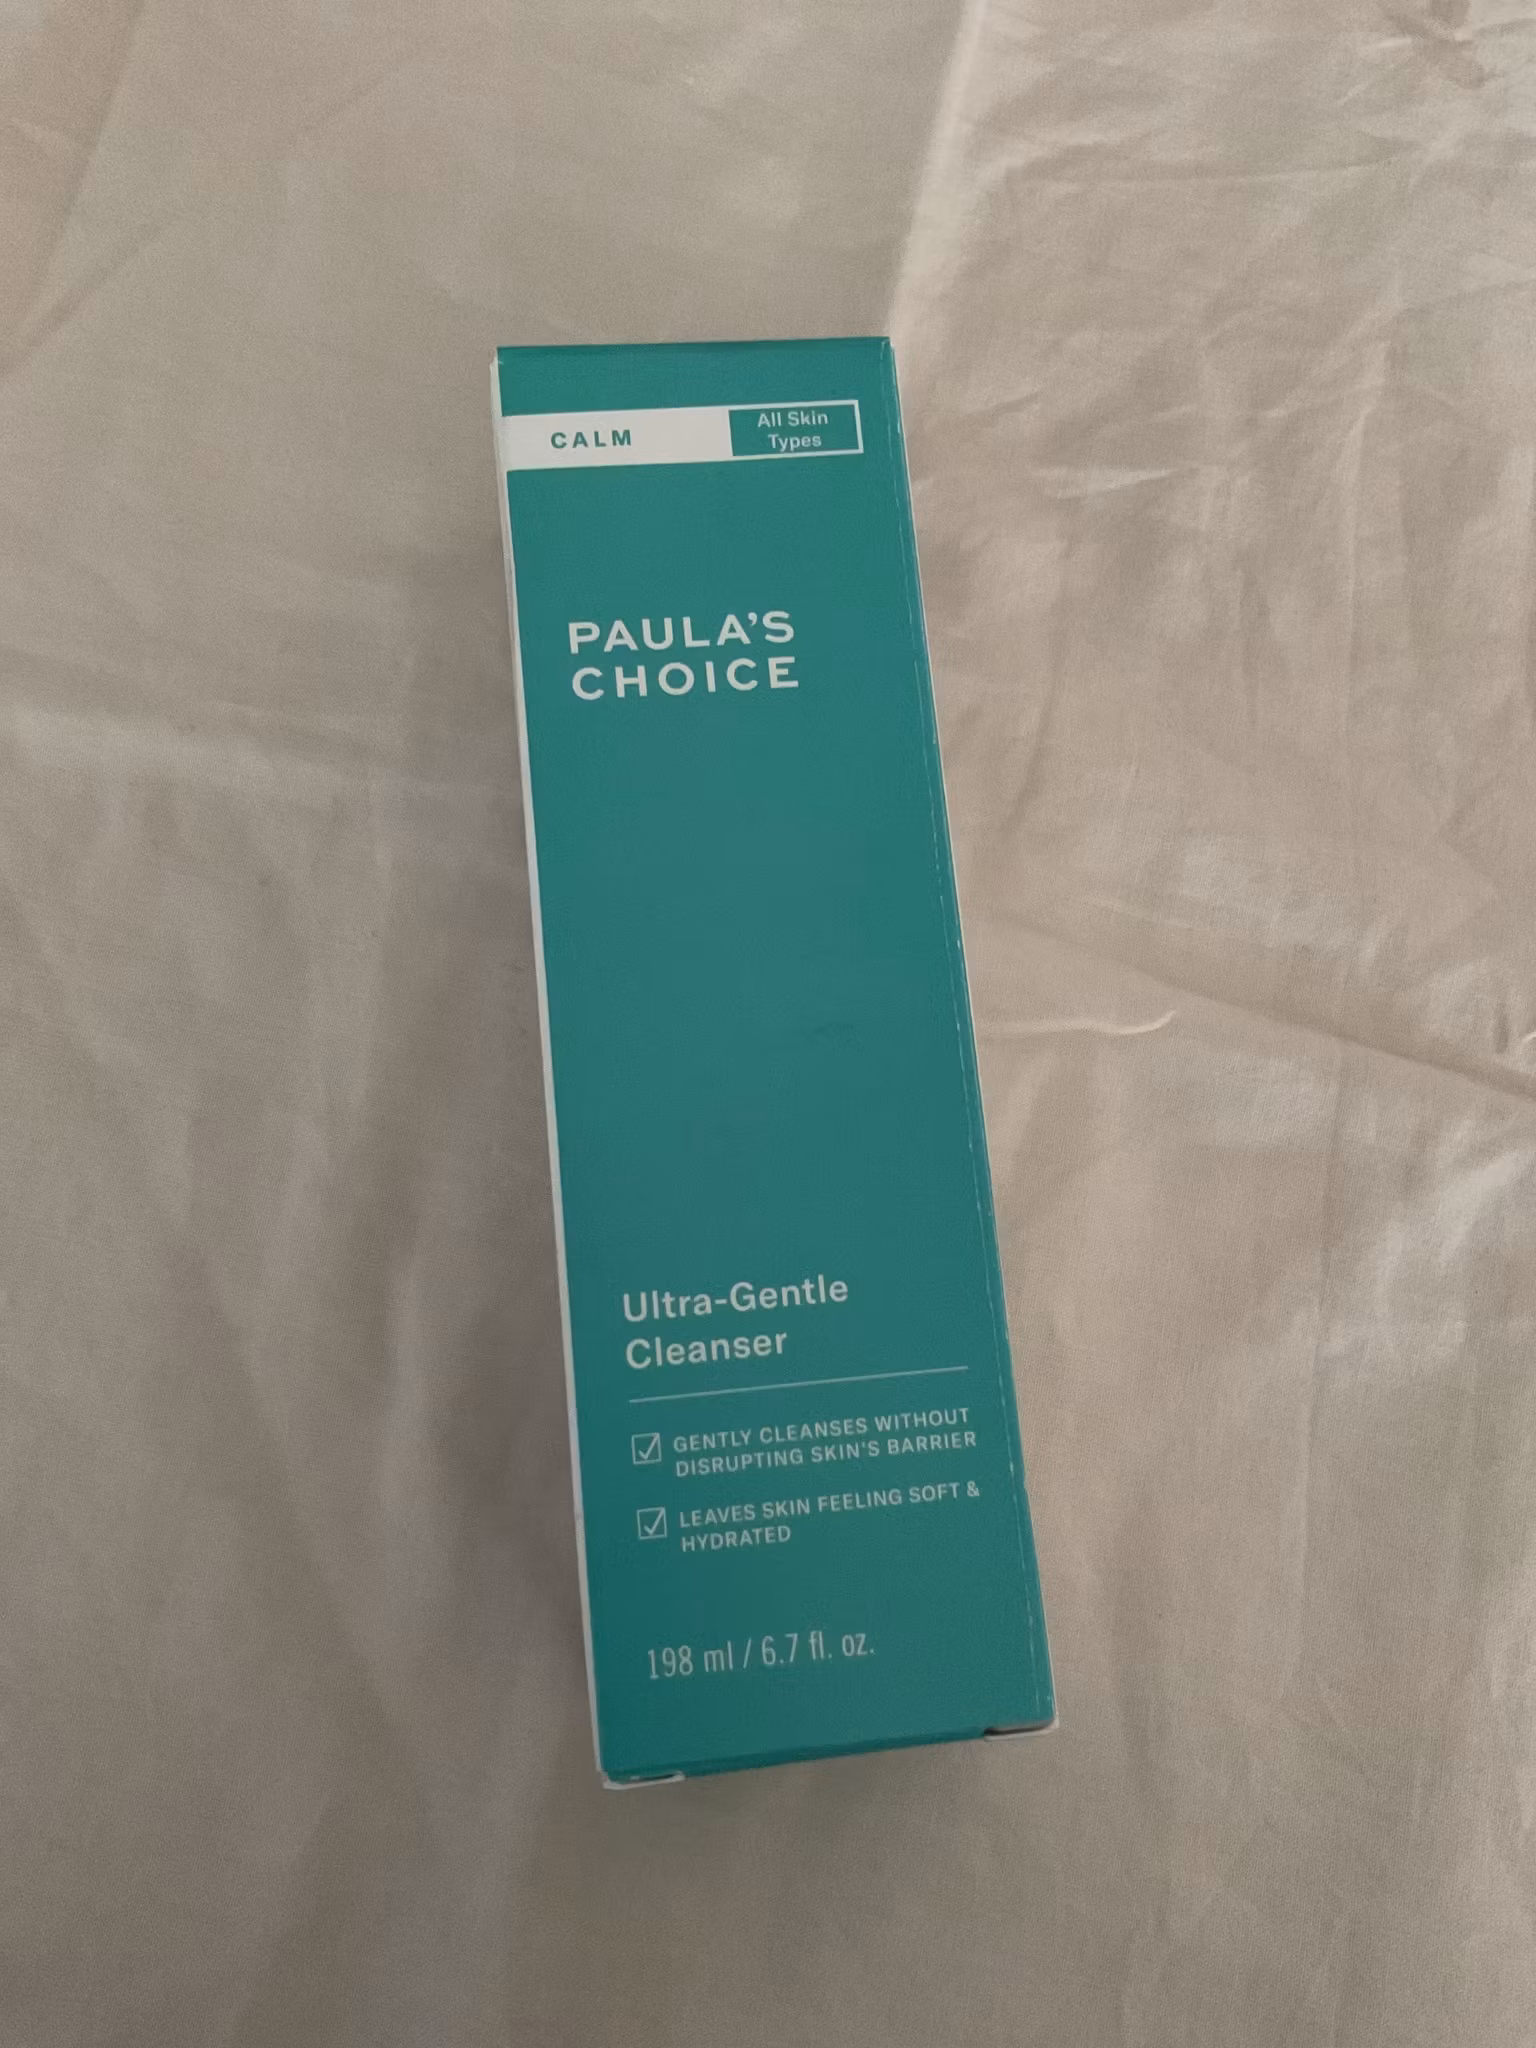 CALM
All Skin
Types
PAULA'S
CHOICE
Ultra-Gentle
Cleanser
GENTLY CLEANSES WITHOUT
DISRUPTING SKIN'S BARRIER
LEAVES SKIN FEELING SOFT &
HYDRATED
198 ml / 6.7 fl. oz.